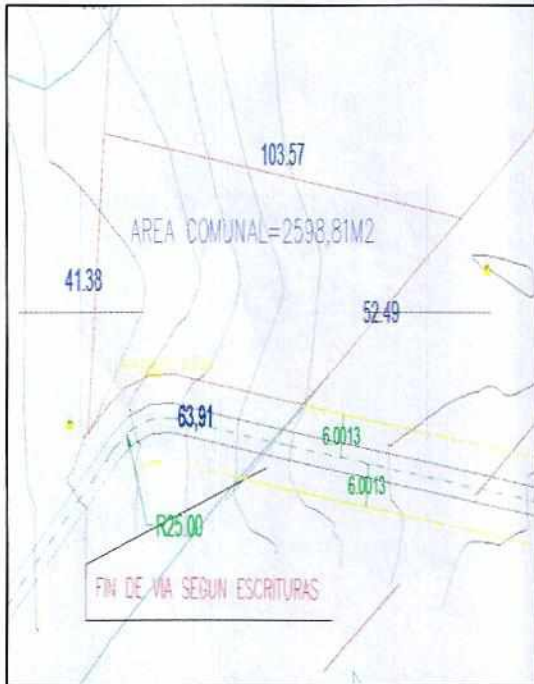 103.57
AREA COMUNAL=2598,81M2
41.38
52.49
63,91
6.0013
6.0013
R25.00
FIN DE VIA SEGUN ESCRITURAS